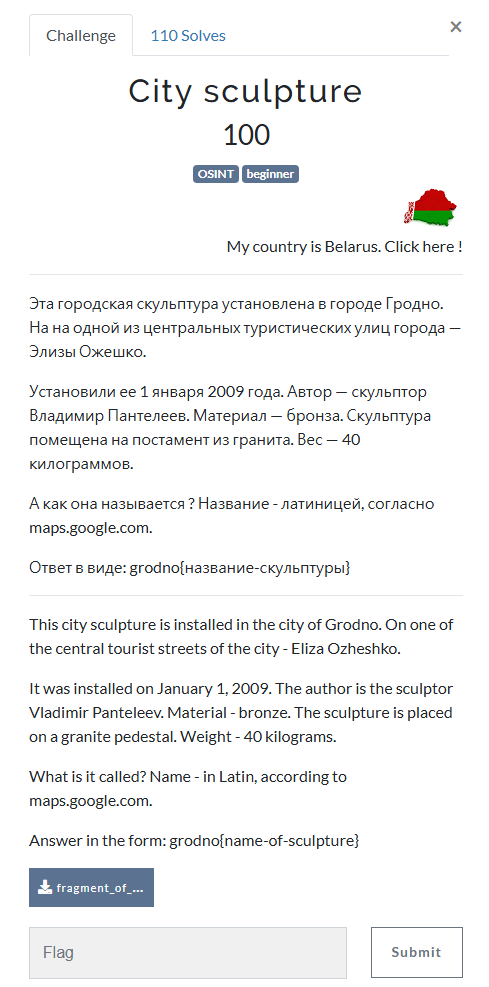 Challenge
110 Solves
×
City sculpture
100
OSINT beginner
My country is Belarus. Click here !
Эта городская скульптура установлена в городе Гродно.
На на одной из центральных туристических улиц города —
Элизы Ожешко.
Установили ее 1 января 2009 года. Автор — скульптор
Владимир Пантелеев. Материал — бронза. Скульптура
помещена на постамент из гранита. Вес — 40
килограммов.
А как она называется ? Название - латиницей, согласно
maps.google.com.
Ответ в виде: grodno{название-скульптуры}
This city sculpture is installed in the city of Grodno. On one of
the central tourist streets of the city - Eliza Ozheshko.
It was installed on January 1, 2009. The author is the sculptor
Vladimir Panteleev. Material - bronze. The sculpture is placed
on a granite pedestal. Weight - 40 kilograms.
What is it called? Name - in Latin, according to
maps.google.com.
Answer in the form: grodno{name-of-sculpture}
fragment_of_...
Flag
Submit